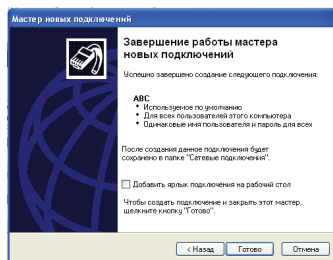 Мастер новых подключений
Завершение работы мастера
новых подключений
Успешно завершено создание следующего подключения:
ABC
• Используемое по умолчанию
• Для всех пользователей этого компьютера
• Одинаковые имя пользователя и пароль для всех
После создания данное подключения будет
сохранено в папке "Сетевые подключения".
Добавить ярлык подключения на рабочий стол
Чтобы создать подключение и закрыть этот мастер,
щелкните кнопку "Готово".
< Назад
Готово
Отмена